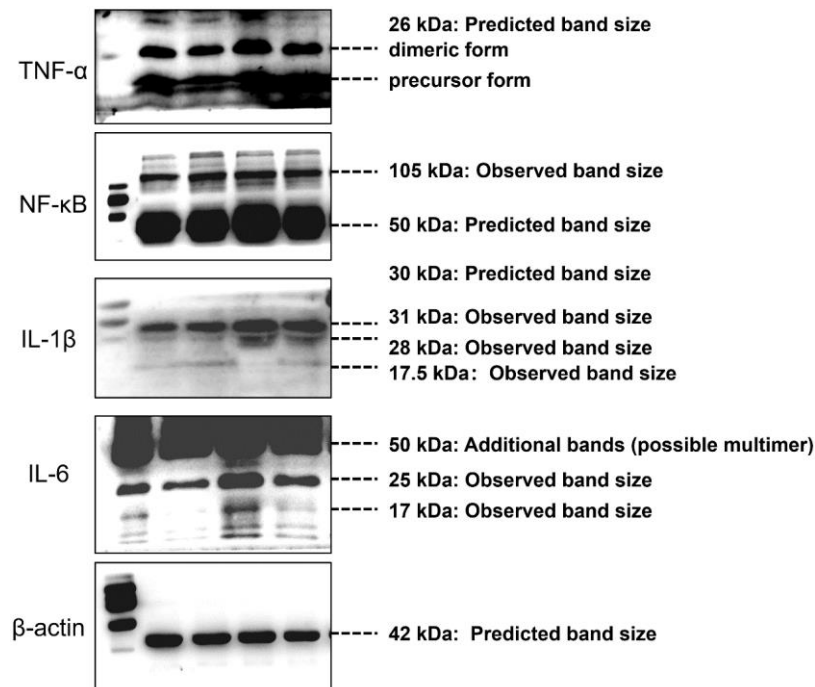 TNF-α
26 kDa: Predicted band size
dimeric form
precursor form
NF-κB
105 kDa: Observed band size
50 kDa: Predicted band size
IL-1β
30 kDa: Predicted band size
31 kDa: Observed band size
28 kDa: Observed band size
17.5 kDa: Observed band size
IL-6
50 kDa: Additional bands (possible multimer)
25 kDa: Observed band size
17 kDa: Observed band size
β-actin
42 kDa: Predicted band size